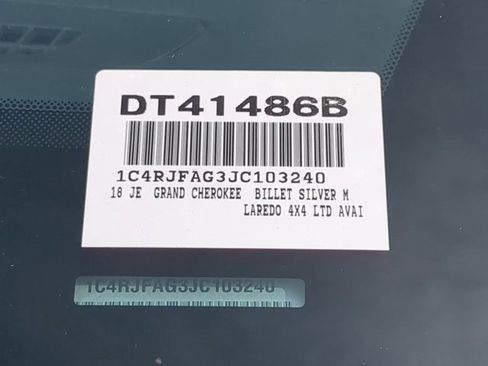 DT41486B
1C4RJFAG3JC103240
18 JE GRAND CHEROKEE BILLET SILVER M
LAREDO 4X4 LTD AVAI
1C4RJFAG3JC103240